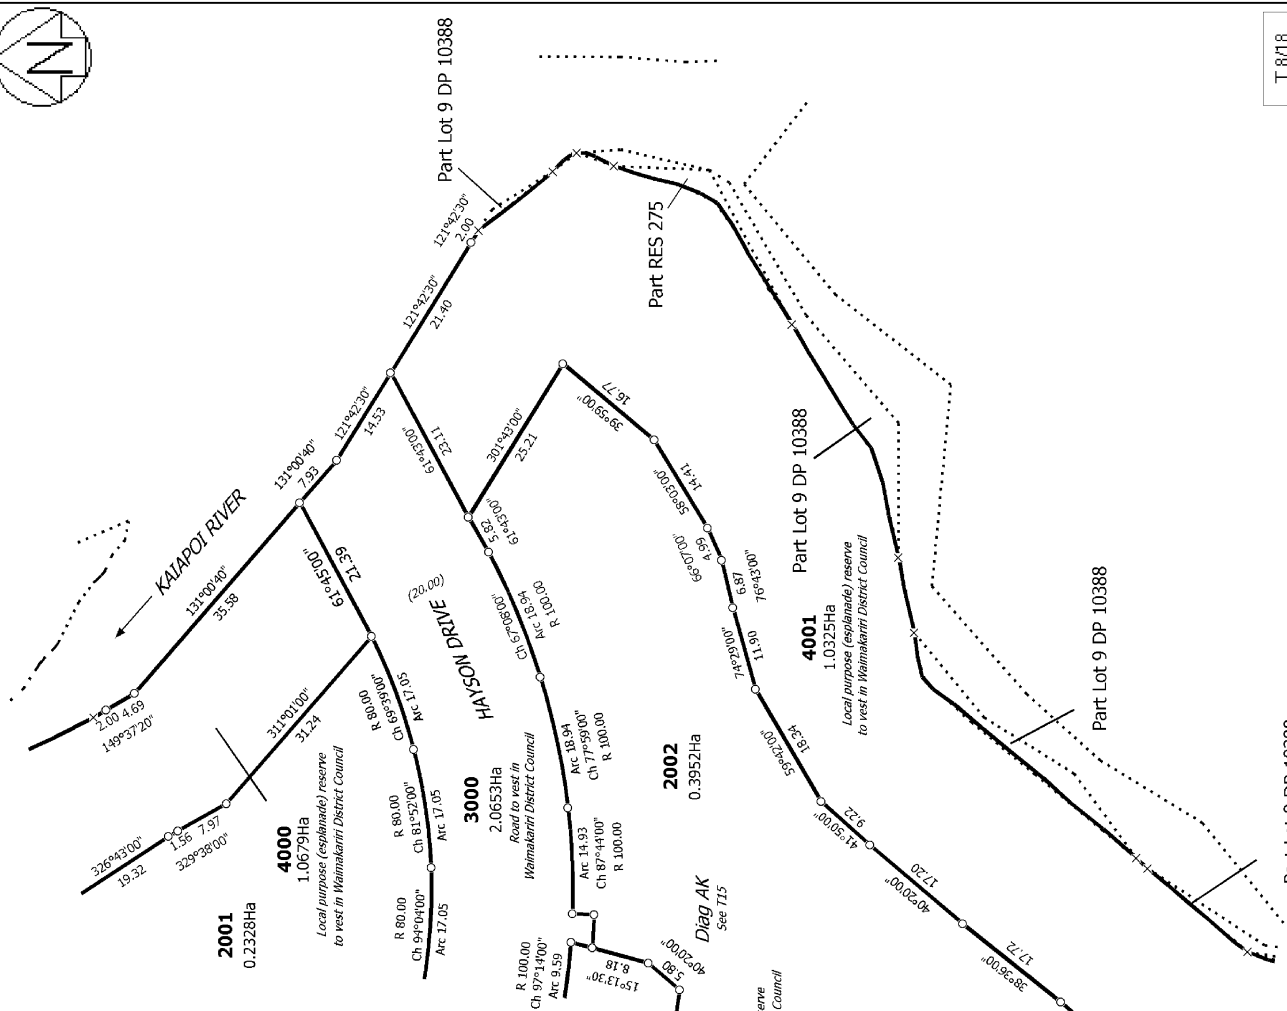 N
Part Lot 9 DP 10388
T 8/18
121°42'30"
2.00
121°42'30"
21.40
Part RES 275
121°42'30"
14.53
131°00'40"
7.93
61°43'00"
23.11
301°43'00"
25.21
39°59'00"
16.77
KAIAPOI RIVER
131°00'40"
35.58
61°45'00"
21.39
5.82
61°43'00"
58°03'00"
14.41
66°07'00"
4.99
6.87
76°43'00"
Part Lot 9 DP 10388
HAYSON DRIVE
(20.00)
Ch 67°08'00"
Arc 18.94
R 100.00
74°29'00"
11.90
4001
1.0325Ha
Local purpose (esplanade) reserve
to vest in Waimakariri District Council
Part Lot 9 DP 10388
2.00 4.69
149°37'20"
311°01'00"
31.24
R 80.00
Ch 69°39'00"
Arc 17.05
Arc 18.94
Ch 77°59'00"
R 100.00
59°42'00"
18.34
2002
0.3952Ha
3000
2.0653Ha
Road to vest in
Waimakariri District Council
R 80.00
Ch 81°52'00"
Arc 17.05
4000
1.0679Ha
Local purpose (esplanade) reserve
to vest in Waimakariri District Council
326°43'00"
19.32
1.56 7.97
329°38'00"
Arc 14.93
Ch 87°44'00"
R 100.00
41°50'00"
9.22
2001
0.2328Ha
R 80.00
Ch 94°04'00"
Arc 17.05
Diag AK
See T15
40°20'00"
17.20
R 100.00
Ch 97°14'00"
Arc 9.59
15°13'30"
8.18
5.80
40°20'00"
38°36'00"
17.72
erve
Council